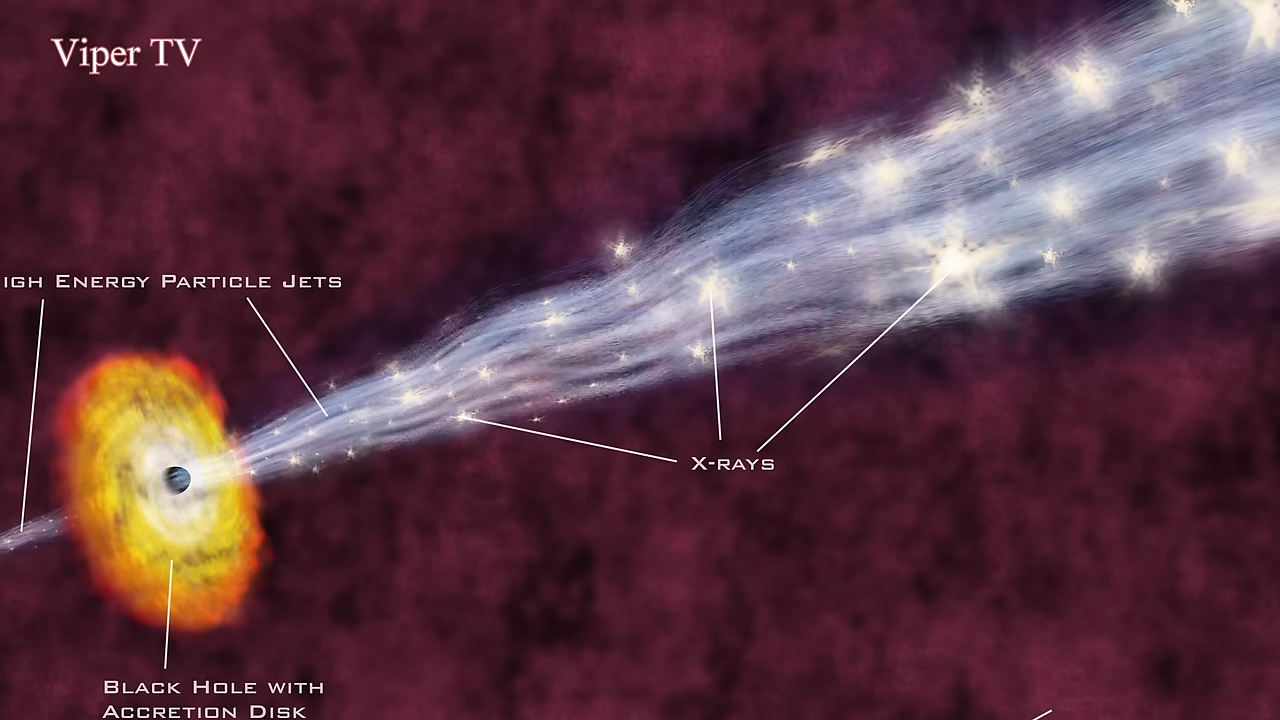 Viper TV
IGH ENERGY PARTICLE JETS
X-RAYS
BLACK HOLE WITH
ACCRETION DISK